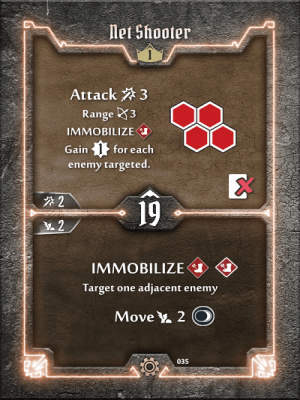 Net Shooter
1
Attack 3
Range 3
IMMOBILIZE
Gain 1 for each
enemy targeted.
2
19
2
IMMOBILIZE
Target one adjacent enemy
Move 2
035